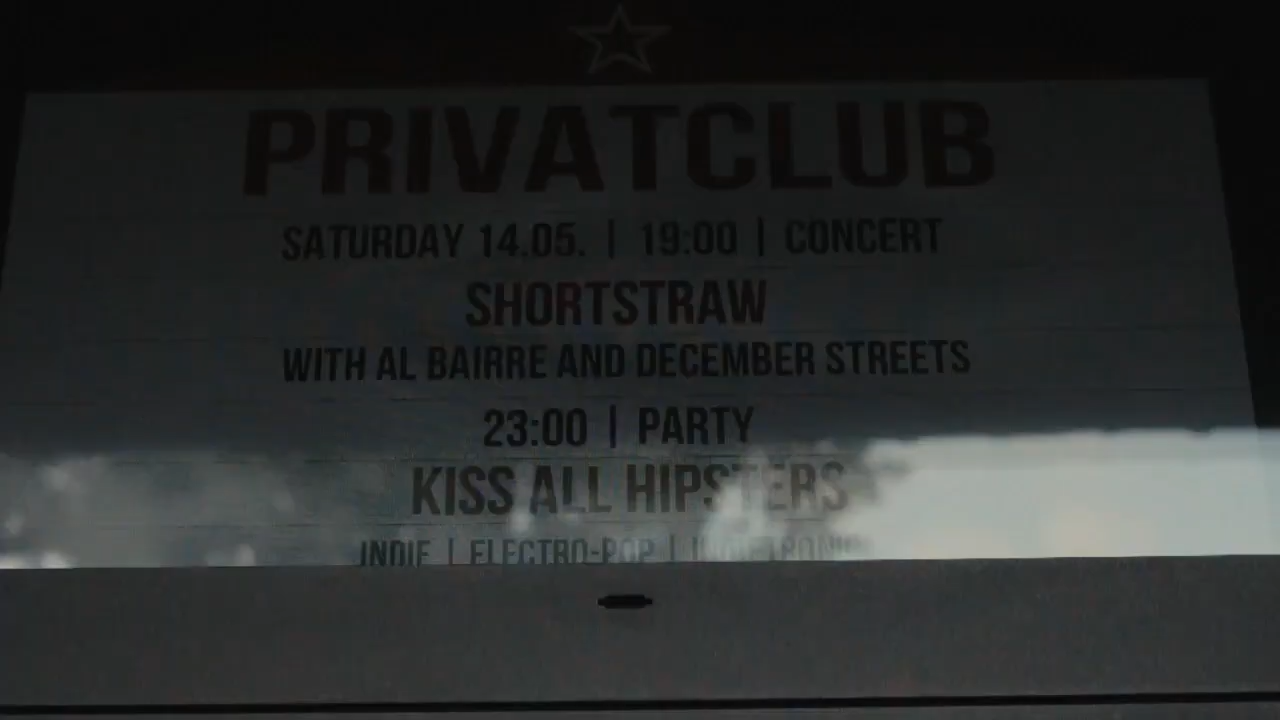 PRIVATCLUB
SATURDAY 14.05. | 19:00 | CONCERT
SHORTSTRAW
WITH AL BAIRRE AND DECEMBER STREETS
23:00 | PARTY
KISS ALL HIPSTERS
INDIE | ELECTRO-POP |